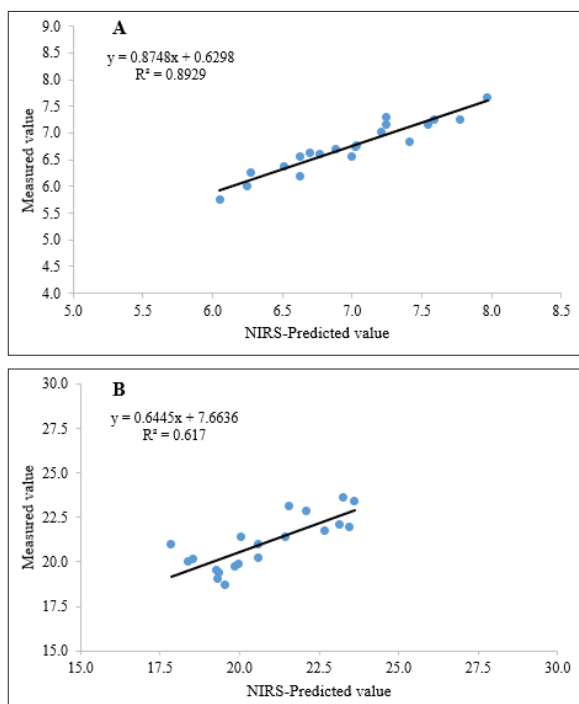 A
y = 0.8748x + 0.6298
R² = 0.8929
Measured value
9.0
8.5
8.0
7.5
7.0
6.5
6.0
5.5
5.0
4.5
4.0
5.0 5.5 6.0 6.5 7.0 7.5 8.0 8.5
NIRS-Predicted value
B
y = 0.6445x + 7.6636
R² = 0.617
Measured value
30.0
27.5
25.0
22.5
20.0
17.5
15.0
15.0 17.5 20.0 22.5 25.0 27.5 30.0
NIRS-Predicted value